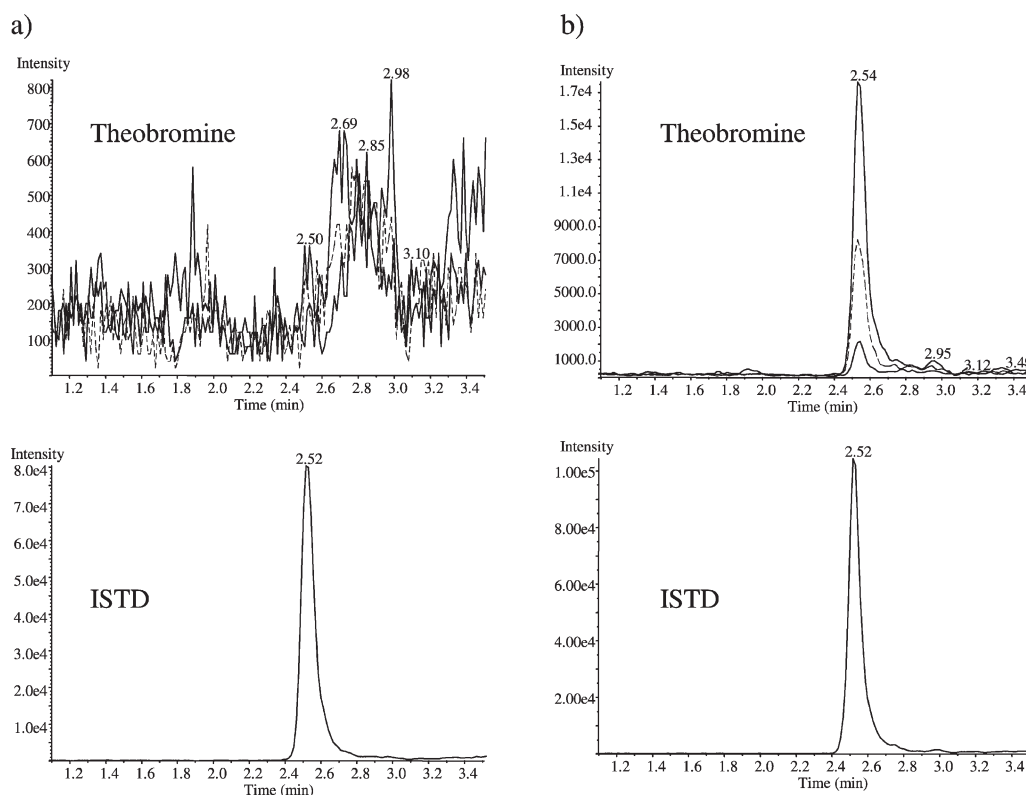 a)
Intensity
800
700
600
500
400
300
200
100
Theobromine
2.50
2.69
2.85
2.98
3.10
1.2 1.4 1.6 1.8 2.0 2.2 2.4 2.6 2.8 3.0 3.2 3.4
Time (min)
b)
Intensity
1.7e4
1.5e4
1.3e4
1.1e4
9000.0
7000.0
5000.0
3000.0
1000.0
Theobromine
2.54
2.95
3.12
3.49
1.2 1.4 1.6 1.8 2.0 2.2 2.4 2.6 2.8 3.0 3.2 3.4
Time (min)
Intensity
8.0e4
7.0e4
6.0e4
5.0e4
4.0e4
3.0e4
2.0e4
1.0e4
ISTD
2.52
1.2 1.4 1.6 1.8 2.0 2.2 2.4 2.6 2.8 3.0 3.2 3.4
Time (min)
Intensity
1.00e5
8.00e4
6.00e4
4.00e4
2.00e4
ISTD
2.52
1.2 1.4 1.6 1.8 2.0 2.2 2.4 2.6 2.8 3.0 3.2 3.4
Time (min)